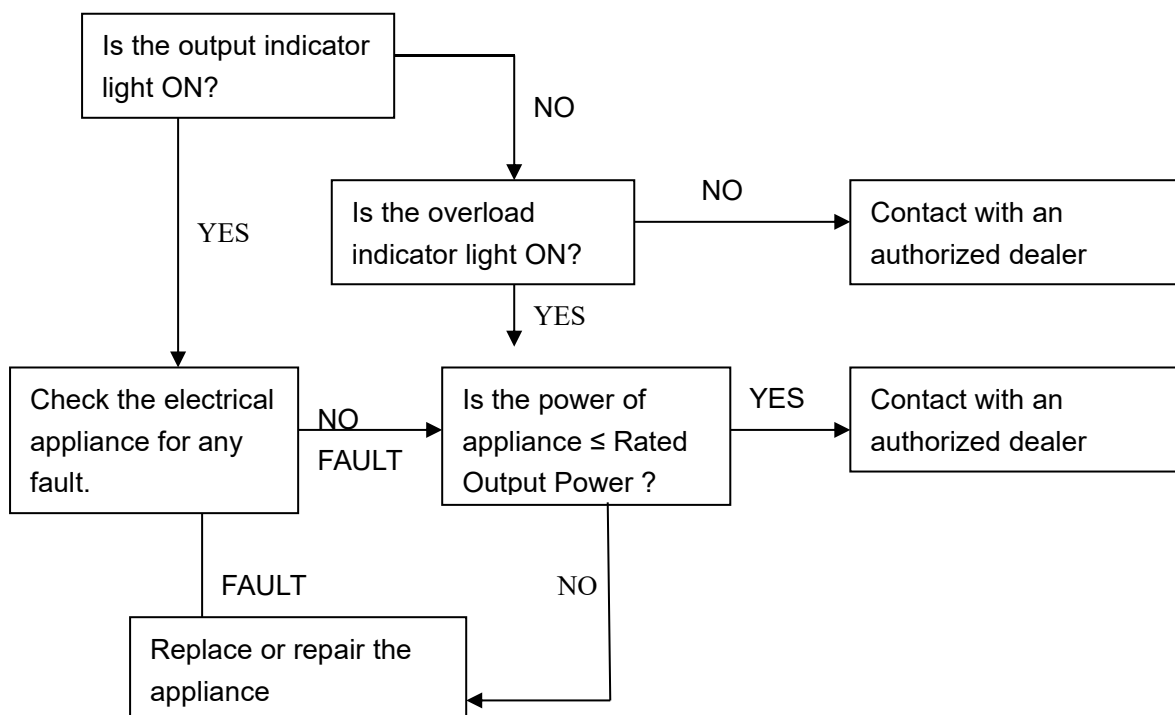 Is the output indicator
light ON?
NO
Is the overload
indicator light ON?
NO
Contact with an
authorized dealer
YES
YES
Check the electrical
appliance for any
fault.
NO
FAULT
Is the power of
appliance ≤ Rated
Output Power ?
YES
Contact with an
authorized dealer
FAULT
NO
Replace or repair the
appliance